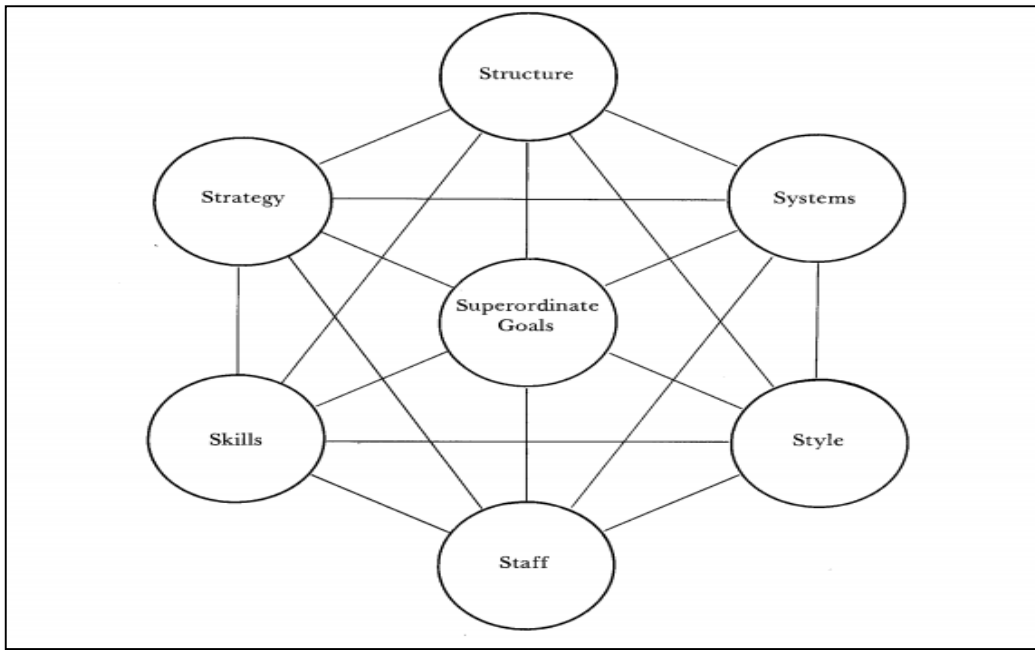 Structure
Strategy
Systems
Superordinate
Goals
Skills
Style
Staff